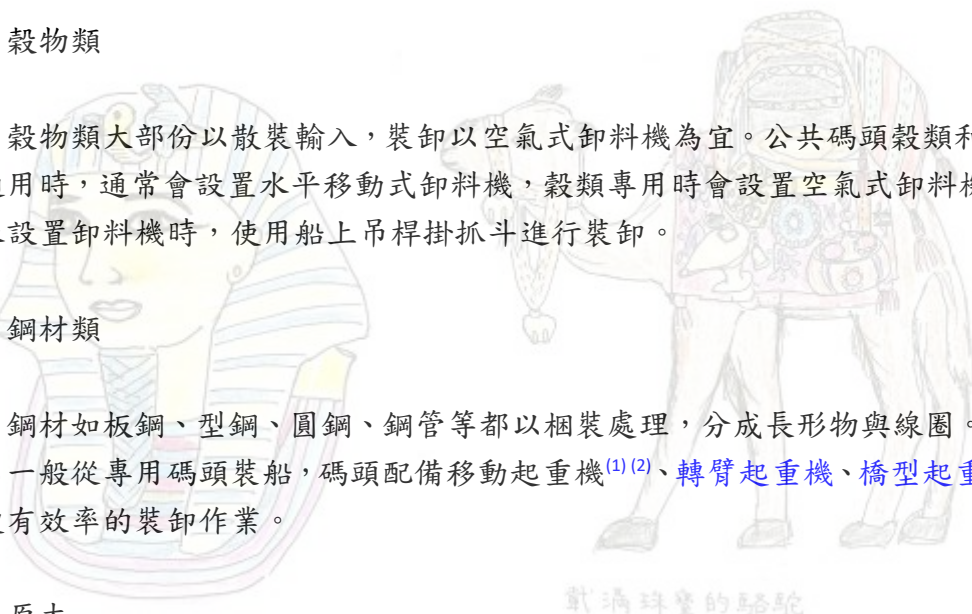 穀物類
穀物類大部份以散裝輸入，裝卸以空氣式卸料機為宜。公共碼頭穀類和
用時，通常會設置水平移動式卸料機，穀類專用時會設置空氣式卸料機
設置卸料機時，使用船上吊桿掛抓斗進行裝卸。
鋼材類
鋼材如板鋼、型鋼、圓鋼、鋼管等都以梱裝處理，分成長形物與線圈。
一般從專用碼頭裝船，碼頭配備移動起重機(1) (2)、轉臂起重機、橋型起重
有效率的裝卸作業。
原木
戴滿珠寶的駱駝